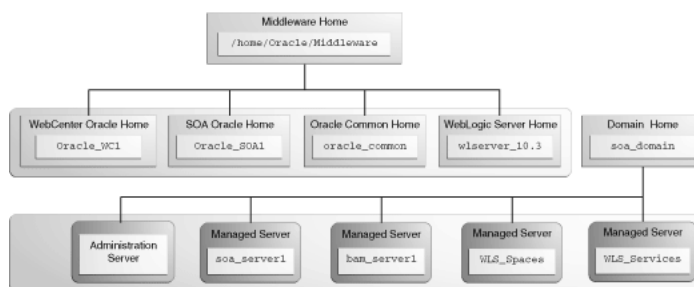 Middleware Home
/home/Oracle/Middleware
WebCenter Oracle Home
Oracle_WC1
SOA Oracle Home
Oracle_SOA1
Oracle Common Home
oracle_common
WebLogic Server Home
wlserver_10.3
Domain Home
soa_domain
Administration
Server
Managed Server
soa_server1
Managed Server
bam_server1
Managed Server
WLS_Spaces
Managed Server
WLS_Services